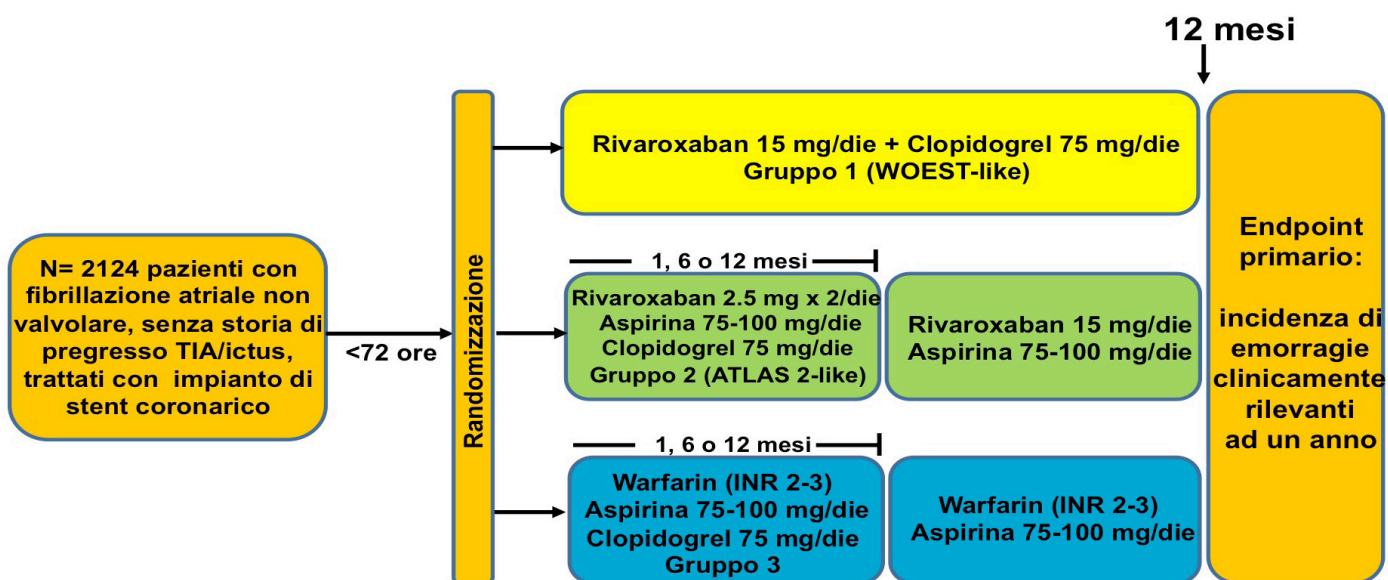 12 mesi
N= 2124 pazienti con
fibrillazione atriale non
valvolare, senza storia di
pregresso TIA/ictus,
trattati con impianto di
stent coronarico
<72 ore
Randomizzazione
Rivaroxaban 15 mg/die + Clopidogrel 75 mg/die
Gruppo 1 (WOEST-like)
1, 6 o 12 mesi
Rivaroxaban 2.5 mg x 2/die
Aspirina 75-100 mg/die
Clopidogrel 75 mg/die
Gruppo 2 (ATLAS 2-like)
Rivaroxaban 15 mg/die
Aspirina 75-100 mg/die
1, 6 o 12 mesi
Warfarin (INR 2-3)
Aspirina 75-100 mg/die
Clopidogrel 75 mg/die
Gruppo 3
Warfarin (INR 2-3)
Aspirina 75-100 mg/die
Endpoint
primario:
incidenza di
emorragie
clinicamente
rilevanti
ad un anno